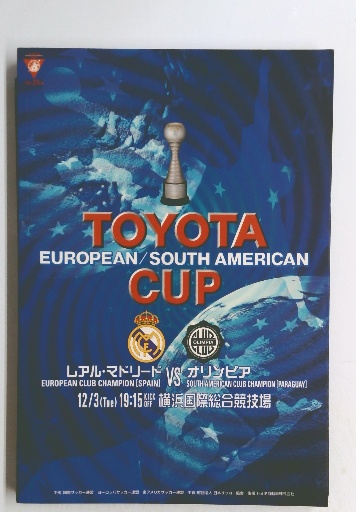 TOYOTA
EUROPEAN/SOUTH AMERICAN
CUP
OLIMPIA
レアル・マドリード VS オリンピア
EUROPEAN CLUB CHAMPION [SPAIN] SOUTH AMERICAN CLUB CHAMPION [PARAGUAY]
12/3(Tue) 19:15 KICK OFF 横浜国際総合競技場